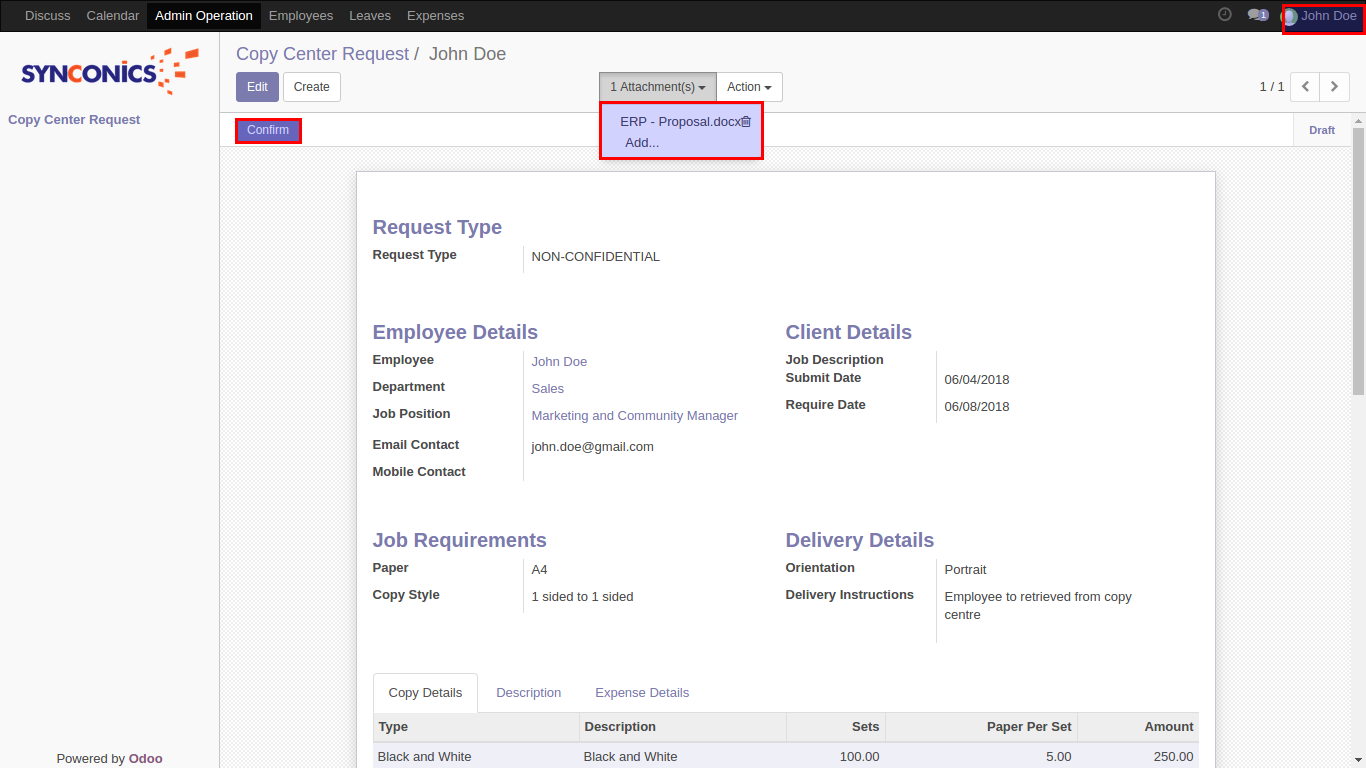 Discuss Calendar Admin Operation Employees Leaves Expenses 1 John Doe
SYNCONICS
Copy Center Request / John Doe
Edit Create 1 Attachment(s) Action 1 / 1
Copy Center Request
Confirm ERP - Proposal.docx Draft
Add...
Request Type
Request Type NON-CONFIDENTIAL
Employee Details Client Details
Employee John Doe Job Description
Submit Date 06/04/2018
Department Sales
Require Date 06/08/2018
Job Position Marketing and Community Manager
Email Contact john.doe@gmail.com
Mobile Contact
Job Requirements Delivery Details
Paper A4 Orientation Portrait
Copy Style 1 sided to 1 sided Delivery Instructions Employee to retrieved from copy
centre
Copy Details Description Expense Details
Type Description Sets Paper Per Set Amount
Black and White Black and White 100.00 5.00 250.00
Powered by Odoo